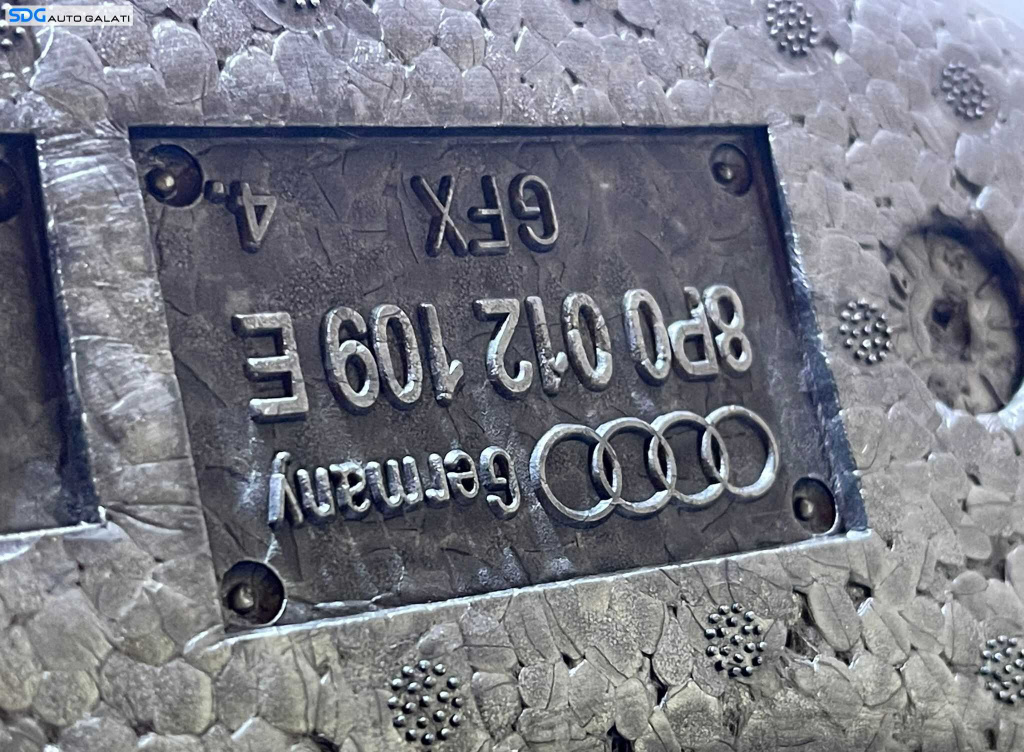 SDG AUTO GALATI
Germany
8P0 012 109 E
GFX 4.